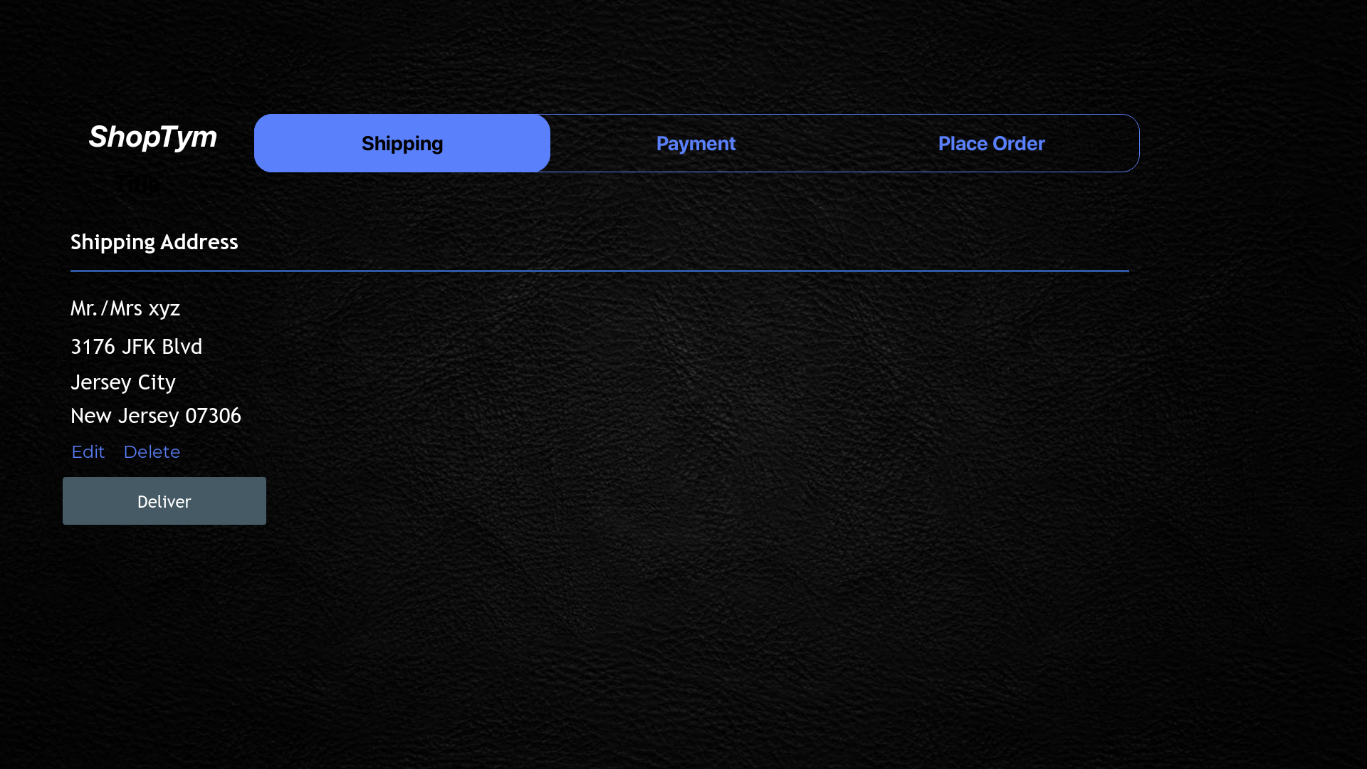 ShopTym
Shipping
Payment
Place Order
Title
Shipping Address
Mr./Mrs xyz
3176 JFK Blvd
Jersey City
New Jersey 07306
Edit
Delete
Deliver